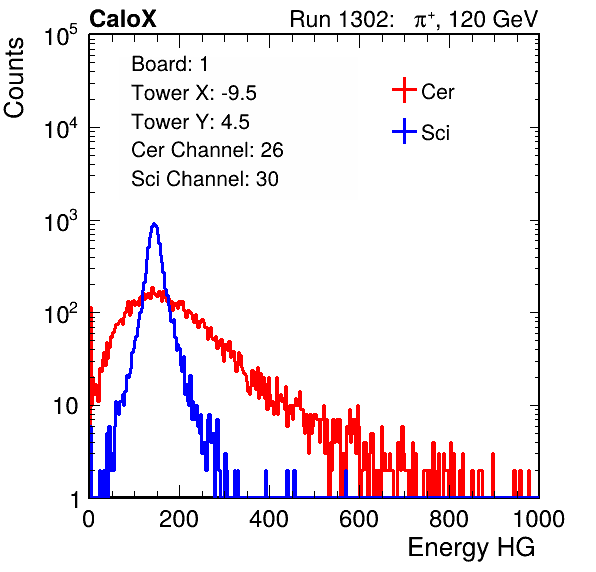 CaloX Run 1302: π⁺, 120 GeV
Counts
10⁵
10⁴
10³
10²
10
1
Board: 1
Tower X: -9.5
Tower Y: 4.5
Cer Channel: 26
Sci Channel: 30
Cer
Sci
0 200 400 600 800 1000
Energy HG